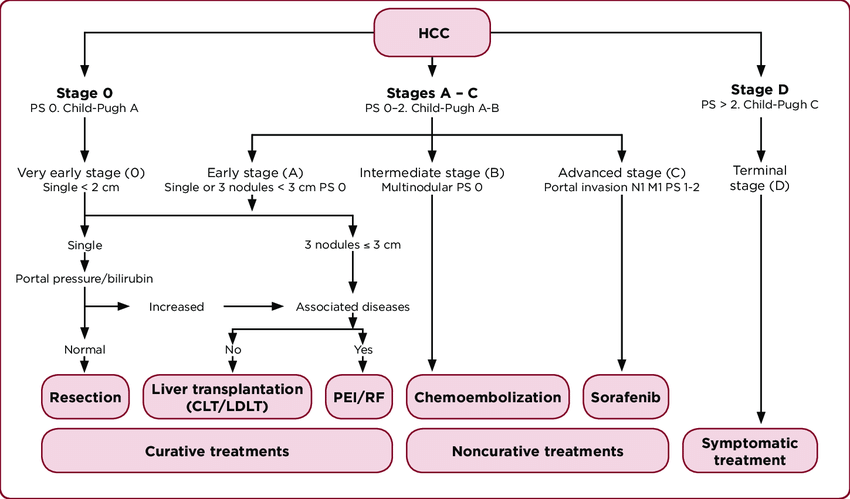 HCC
Stage 0
PS 0. Child-Pugh A
Stages A – C
PS 0–2. Child-Pugh A-B
Stage D
PS > 2. Child-Pugh C
Very early stage (0)
Single < 2 cm
Early stage (A)
Single or 3 nodules < 3 cm PS 0
Intermediate stage (B)
Multinodular PS 0
Advanced stage (C)
Portal invasion N1 M1 PS 1-2
Terminal
stage (D)
Single
3 nodules ≤ 3 cm
Portal pressure/bilirubin
Increased
Associated diseases
Normal
No
Yes
Resection
Liver transplantation
(CLT/LDLT)
PEI/RF
Chemoembolization
Sorafenib
Curative treatments
Noncurative treatments
Symptomatic
treatment